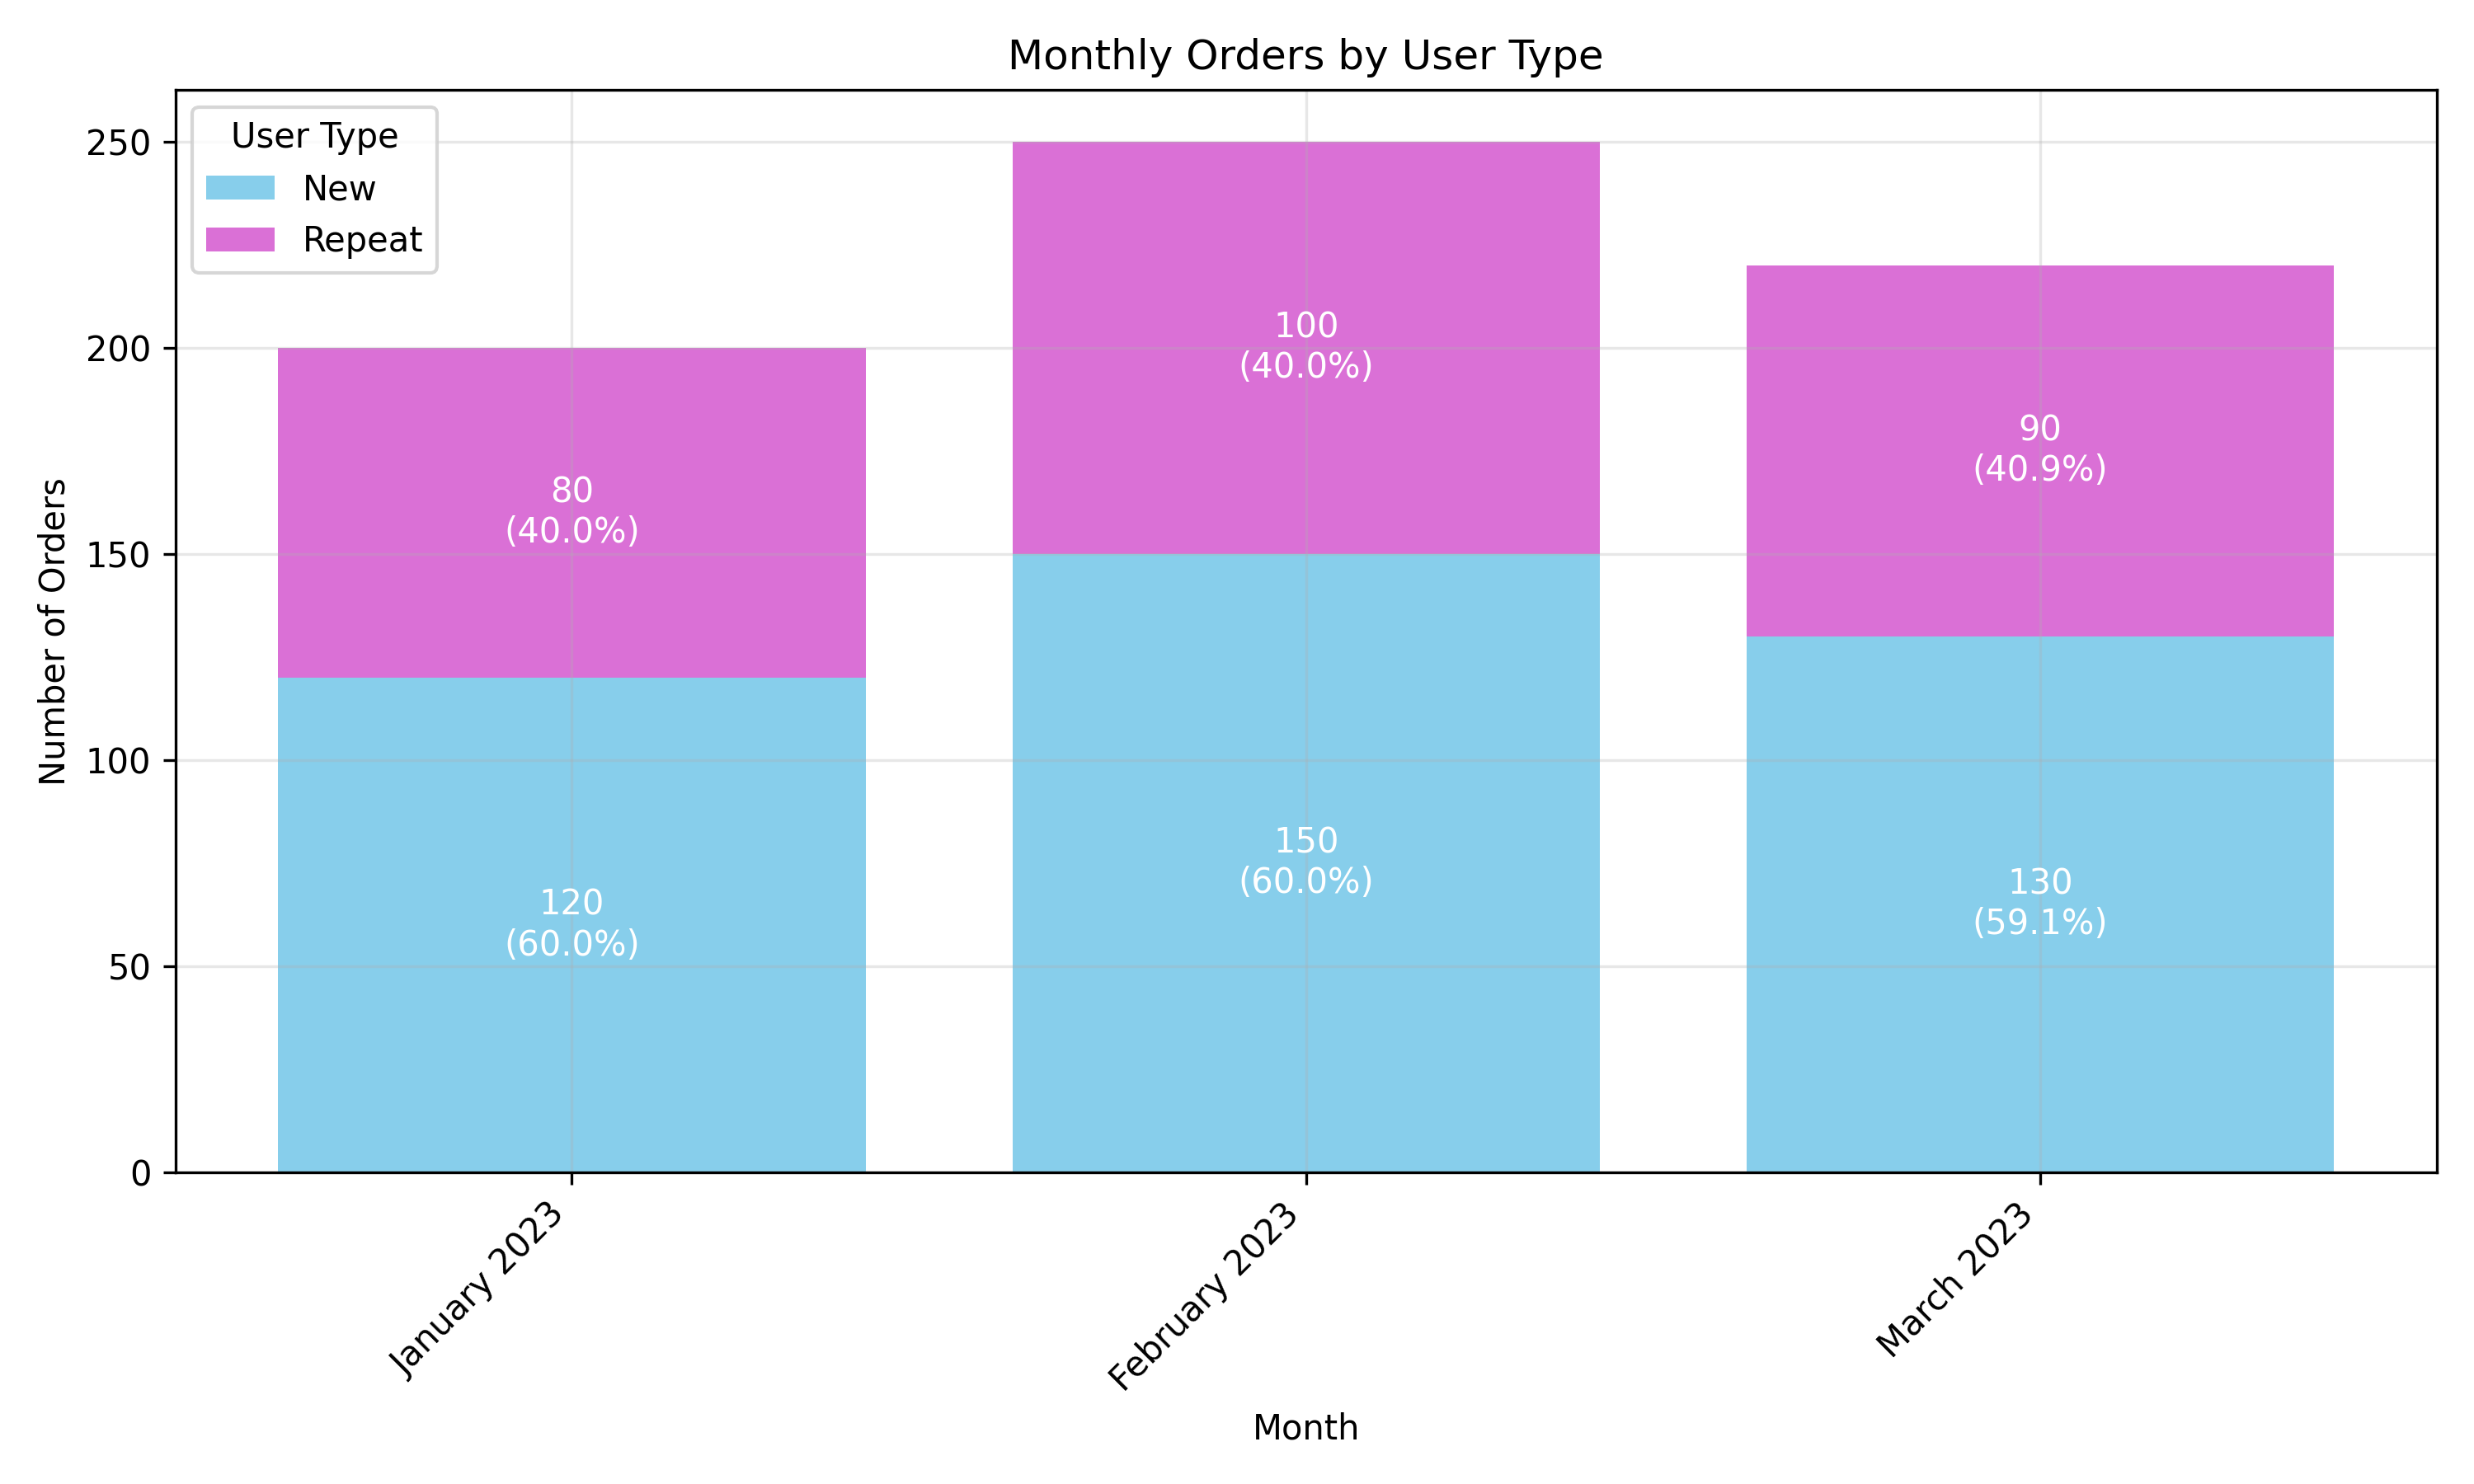 Monthly Orders by User Type
User Type
New
Repeat
Number of Orders
250
200
150
100
50
0
80
(40.0%)
120
(60.0%)
100
(40.0%)
150
(60.0%)
90
(40.9%)
130
(59.1%)
January 2023
February 2023
March 2023
Month